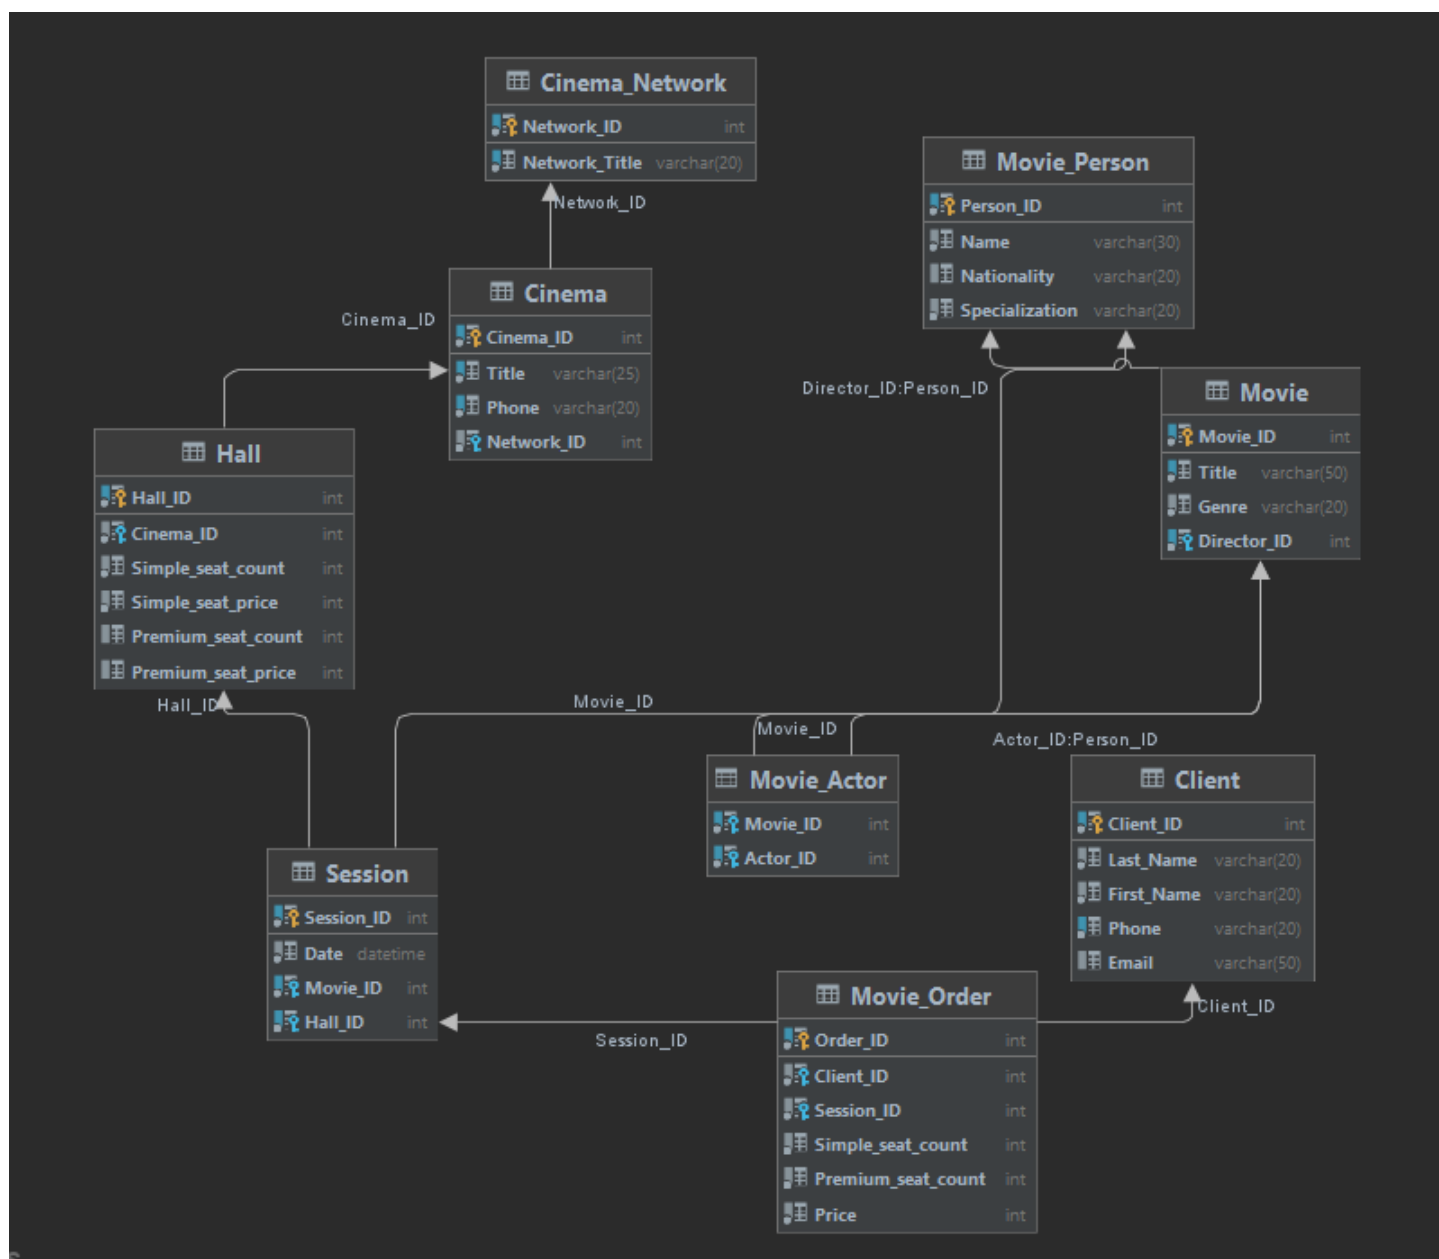 Cinema_Network
Network_ID int
Network_Title varchar(20)
Network_ID
Movie_Person
Person_ID int
Name varchar(30)
Nationality varchar(20)
Specialization varchar(20)
Cinema
Cinema_ID int
Title varchar(25)
Phone varchar(20)
Network_ID int
Cinema_ID
Director_ID:Person_ID
Movie
Movie_ID int
Title varchar(50)
Genre varchar(20)
Director_ID int
Hall
Hall_ID int
Cinema_ID int
Simple_seat_count int
Simple_seat_price int
Premium_seat_count int
Premium_seat_price int
Hall_ID
Movie_ID
Movie_ID
Actor_ID:Person_ID
Movie_Actor
Movie_ID int
Actor_ID int
Client
Client_ID int
Last_Name varchar(20)
First_Name varchar(20)
Phone varchar(20)
Email varchar(50)
Client_ID
Session
Session_ID int
Date datetime
Movie_ID int
Hall_ID int
Session_ID
Movie_Order
Order_ID int
Client_ID int
Session_ID int
Simple_seat_count int
Premium_seat_count int
Price int